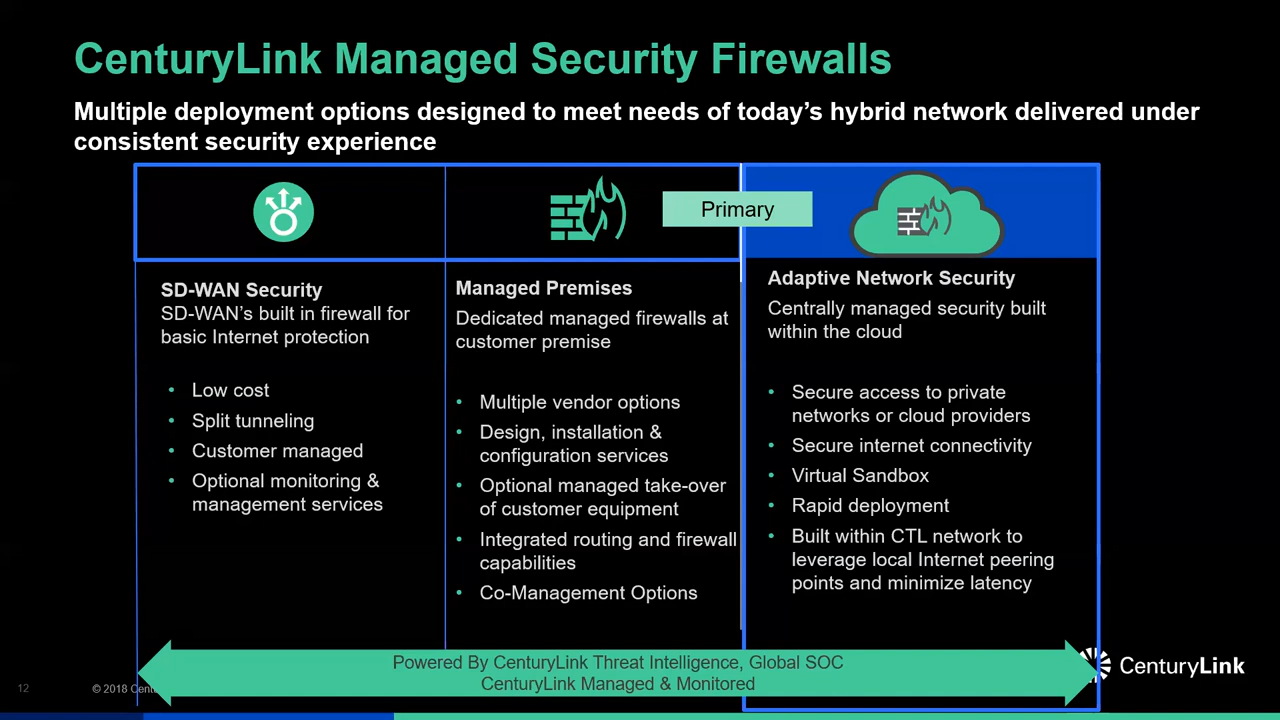 CenturyLink Managed Security Firewalls
Multiple deployment options designed to meet needs of today's hybrid network delivered under
consistent security experience
Primary
SD-WAN Security
SD-WAN's built in firewall for
basic Internet protection
• Low cost
• Split tunneling
• Customer managed
• Optional monitoring &
management services
Managed Premises
Dedicated managed firewalls at
customer premise
• Multiple vendor options
• Design, installation &
configuration services
• Optional managed take-over
of customer equipment
• Integrated routing and firewall
capabilities
• Co-Management Options
Adaptive Network Security
Centrally managed security built
within the cloud
• Secure access to private
networks or cloud providers
• Secure internet connectivity
• Virtual Sandbox
• Rapid deployment
• Built within CTL network to
leverage local Internet peering
points and minimize latency
Powered By CenturyLink Threat Intelligence, Global SOC
CenturyLink Managed & Monitored
CenturyLink
12
© 2018